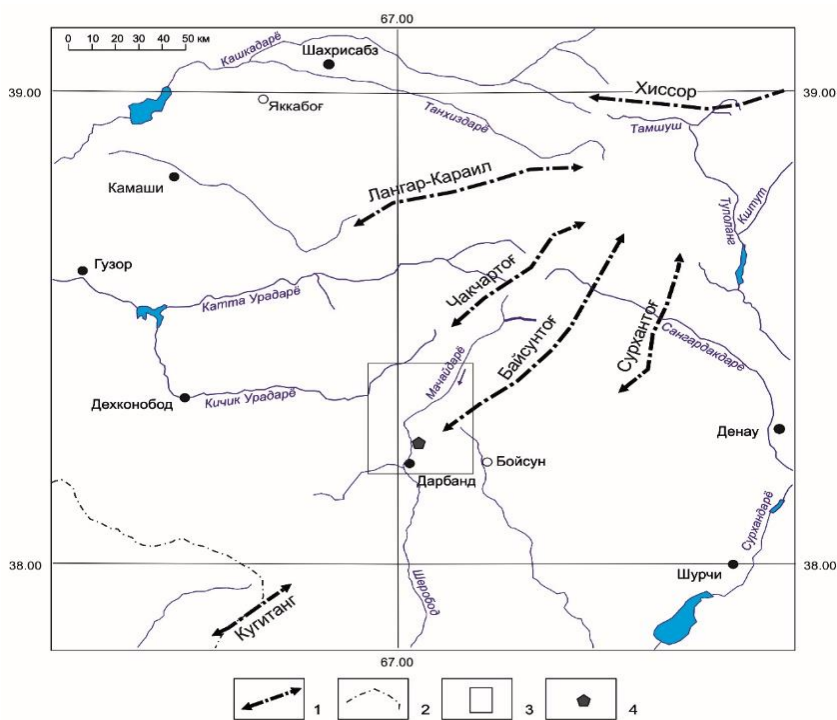 67.00
0 10 20 30 40 50 км
Кашкадарё
Шахрисабз
39.00
Хиссор
39.00
Яккабоғ
Танхиздарё
Тамшуш
Камаши
Лангар-Караил
Тупопанг
Кштут
Гузор
Чакчартоғ
Катта Урадарё
Байсунтоғ
Сурхантоғ
Сангардакдарё
Мачайдарё
Дехконобод
Кичик Урадарё
Денау
Бойсун
Дарбанд
Сурхандарё
38.00
38.00
Шурчи
Шеробод
Кугитанг
67.00
1
2
3
4